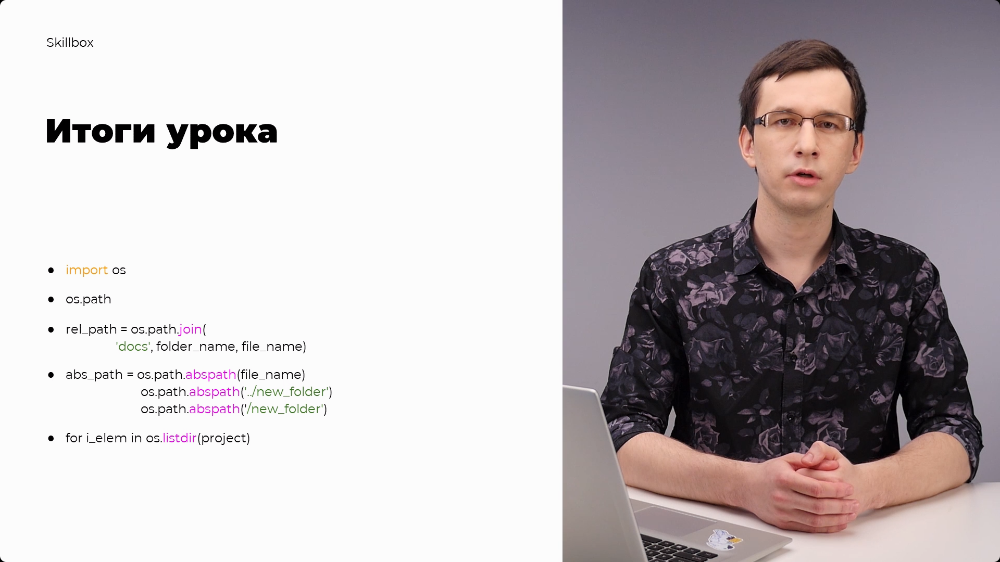 Skillbox
Итоги урока
● import os
● os.path
● rel_path = os.path.join(
'docs', folder_name, file_name)
● abs_path = os.path.abspath(file_name)
os.path.abspath('../new_folder')
os.path.abspath('/new_folder')
● for i_elem in os.listdir(project)